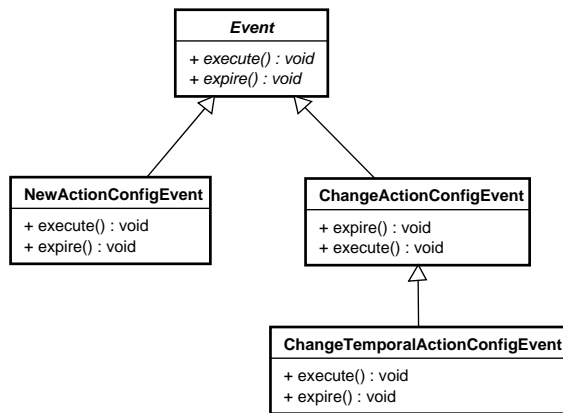 Event
+ execute() : void
+ expire() : void
NewActionConfigEvent
+ execute() : void
+ expire() : void
ChangeActionConfigEvent
+ expire() : void
+ execute() : void
ChangeTemporalActionConfigEvent
+ execute() : void
+ expire() : void